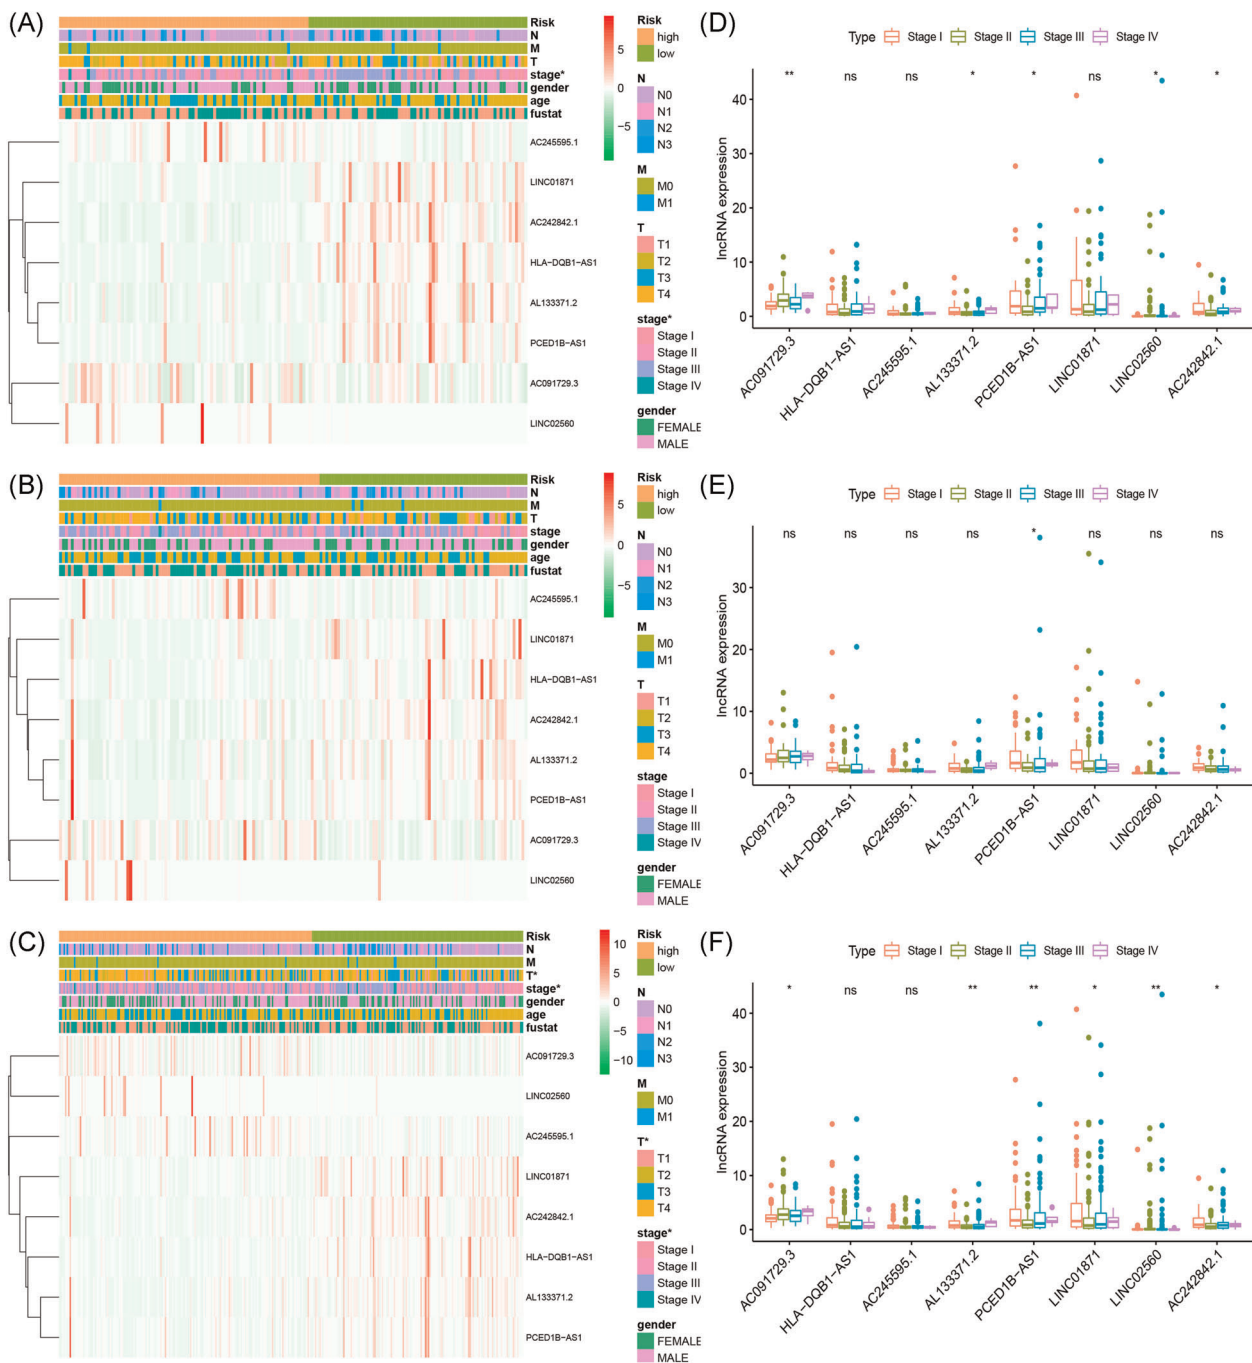 (A)
Risk
N
M
T
stage*
gender
age
fustat
AC245595.1
LINC01871
AC242842.1
HLA−DQB1−AS1
AL133371.2
PCED1B−AS1
AC091729.3
LINC02560
5
0
−5
Risk
high
low
N
N0
N1
N2
N3
M
M0
M1
T
T1
T2
T3
T4
stage*
Stage I
Stage II
Stage III
Stage IV
gender
FEMALE
MALE
(D)
Type
Stage I
Stage II
Stage III
Stage IV
** ns ns * * ns * *
lncRNA expression
40
30
20
10
0
AC091729.3
HLA−DQB1−AS1
AC245595.1
AL133371.2
PCED1B−AS1
LINC01871
LINC02560
AC242842.1
(B)
Risk
N
M
T
stage
gender
age
fustat
AC245595.1
LINC01871
HLA−DQB1−AS1
AC242842.1
AL133371.2
PCED1B−AS1
AC091729.3
LINC02560
5
0
−5
Risk
high
low
N
N0
N1
N2
N3
M
M0
M1
T
T1
T2
T3
T4
stage
Stage I
Stage II
Stage III
Stage IV
gender
FEMALE
MALE
(E)
Type
Stage I
Stage II
Stage III
Stage IV
ns ns ns ns * ns ns ns
lncRNA expression
30
20
10
0
AC091729.3
HLA−DQB1−AS1
AC245595.1
AL133371.2
PCED1B−AS1
LINC01871
LINC02560
AC242842.1
(C)
Risk
N
M
T*
stage*
gender
age
fustat
AC091729.3
LINC02560
AC245595.1
LINC01871
AC242842.1
HLA−DQB1−AS1
AL133371.2
PCED1B−AS1
10
5
0
−5
−10
Risk
high
low
N
N0
N1
N2
N3
M
M0
M1
T*
T1
T2
T3
T4
stage*
Stage I
Stage II
Stage III
Stage IV
gender
FEMALE
MALE
(F)
Type
Stage I
Stage II
Stage III
Stage IV
* ns ns ** ** * ** *
lncRNA expression
40
30
20
10
0
AC091729.3
HLA−DQB1−AS1
AC245595.1
AL133371.2
PCED1B−AS1
LINC01871
LINC02560
AC242842.1